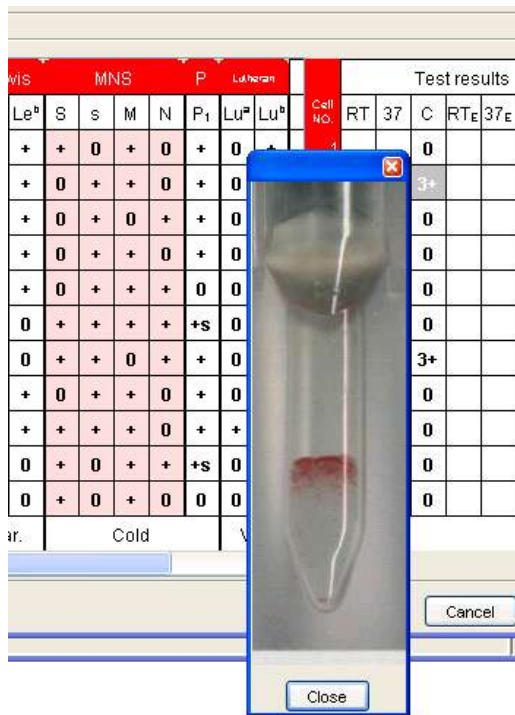 wis MNS P Lutheran Cell NO. Test results
Leᵇ S s M N P₁ Luᵃ Luᵇ RT 37 C RTE 37E
+ + 0 + 0 + 0 + 1 0
+ 0 + + 0 + 0 3+
+ 0 + 0 + + 0 0
+ 0 + + 0 + 0 0
+ 0 + + + 0 0 0
0 + + + + +s 0 0
0 + + 0 + + 0 3+
+ 0 + + 0 + 0 0
+ + + + 0 + + 0
0 + 0 + + +s 0 0
0 + 0 + 0 0 0 0
ar. Cold
Cancel
Close